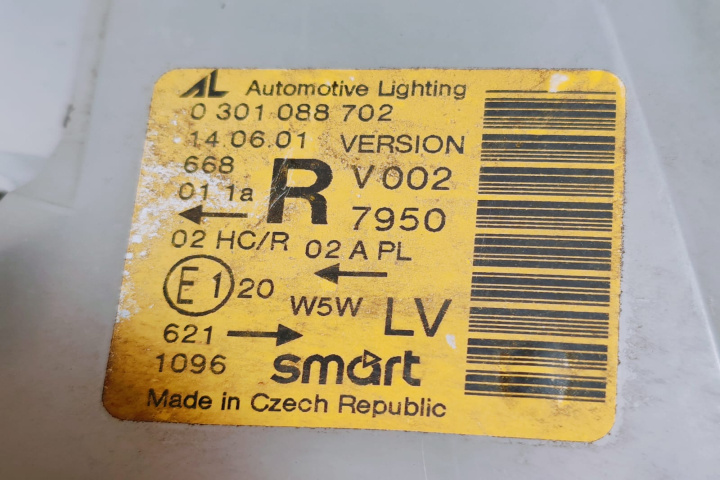 AL Automotive Lighting
0 301 088 702
14.06.01 VERSION
668 R V 002
01 1a 7950
02 HC/R 02 A PL
E1 20
W5W LV
621
1096 smart
Made in Czech Republic